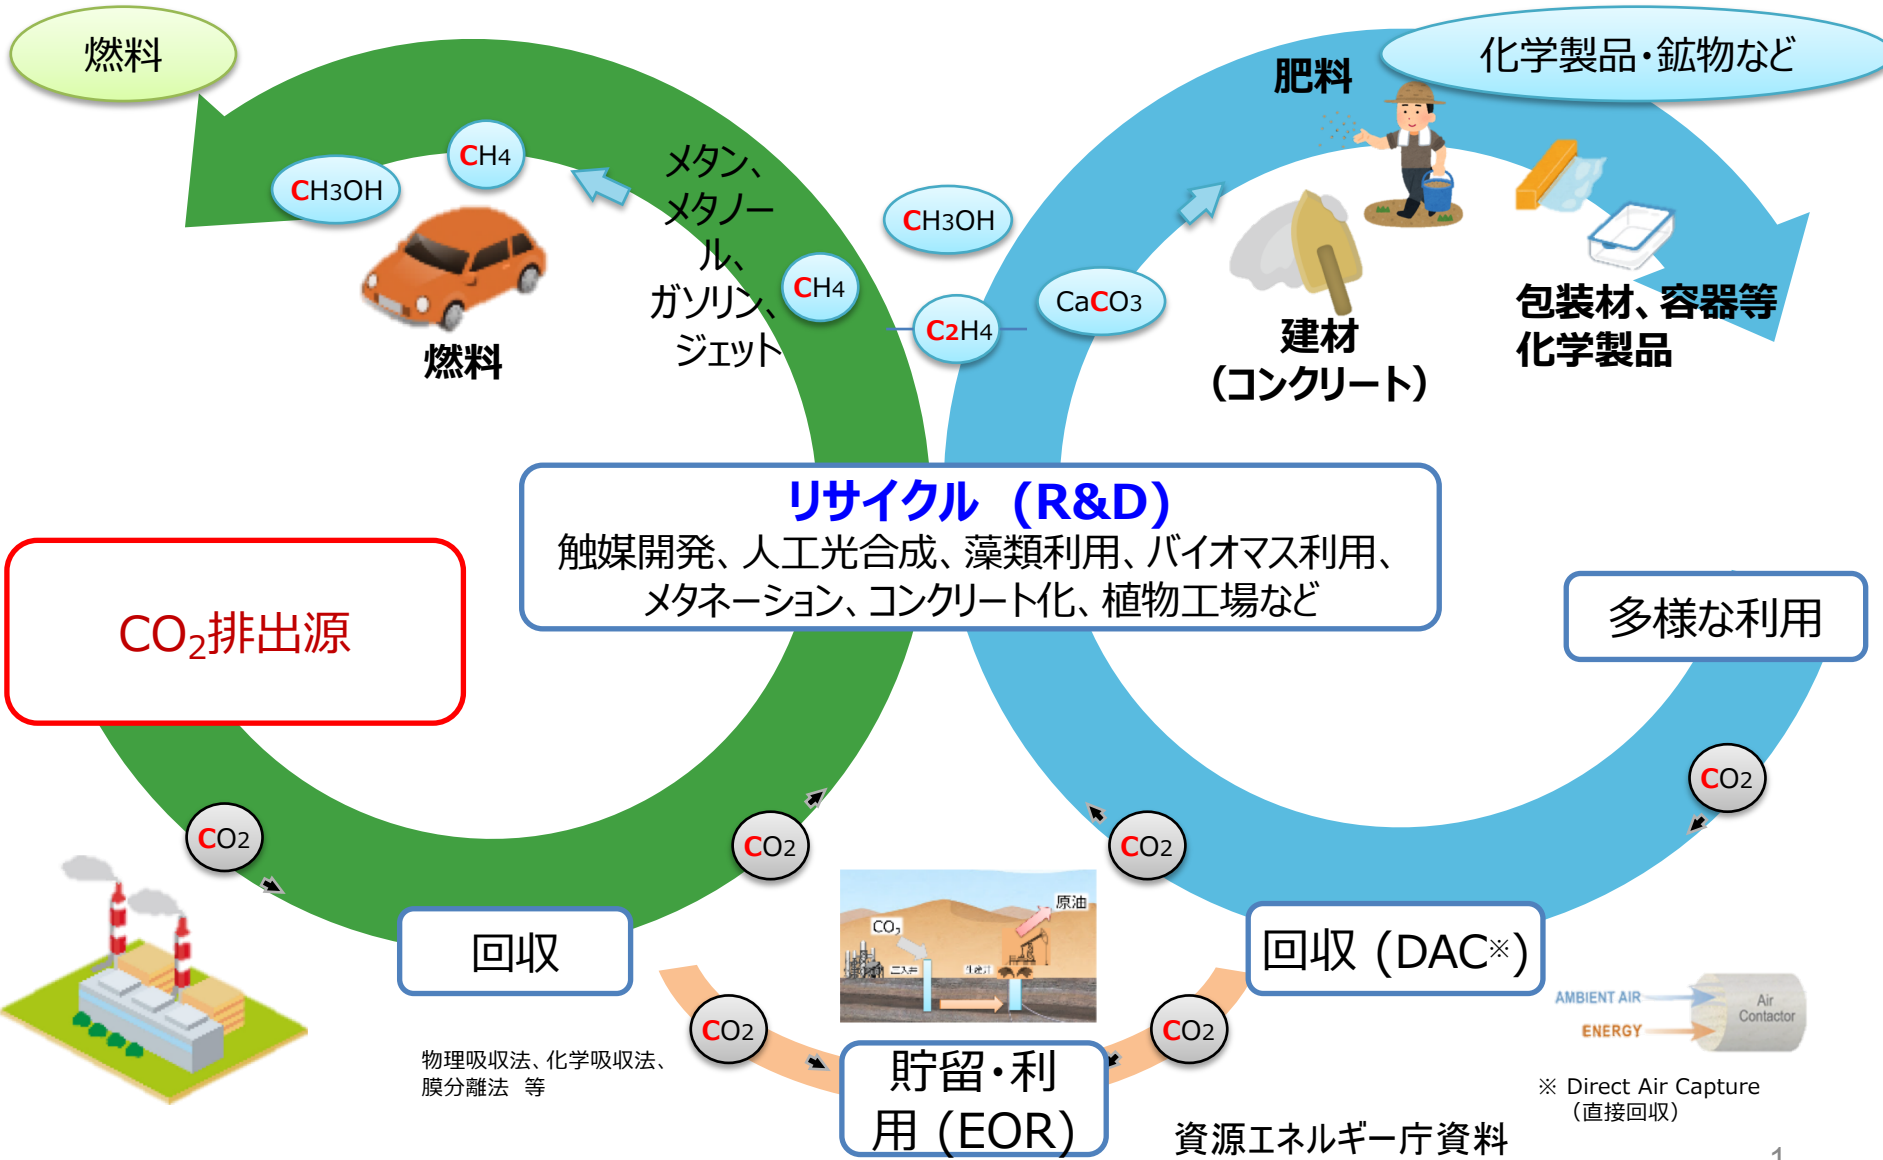 燃料
化学製品・鉱物など
肥料
CH4
CH3OH
メタン、
メタノー
ル、
ガソリン、
ジェット
CH3OH
CH4
C2H4
CaCO3
燃料
建材
（コンクリート）
包装材、容器等
化学製品
リサイクル （R&D）
触媒開発、人工光合成、藻類利用、バイオマス利用、
メタネーション、コンクリート化、植物工場など
CO₂排出源
多様な利用
CO2
CO2
CO2
CO2
回収
原油
CO₂
回収 (DAC※)
CO2
CO2
物理吸収法、化学吸収法、
膜分離法 等
貯留・利
用 (EOR)
AMBIENT AIR
ENERGY
Air
Contactor
※ Direct Air Capture
（直接回収）
資源エネルギー庁資料
1